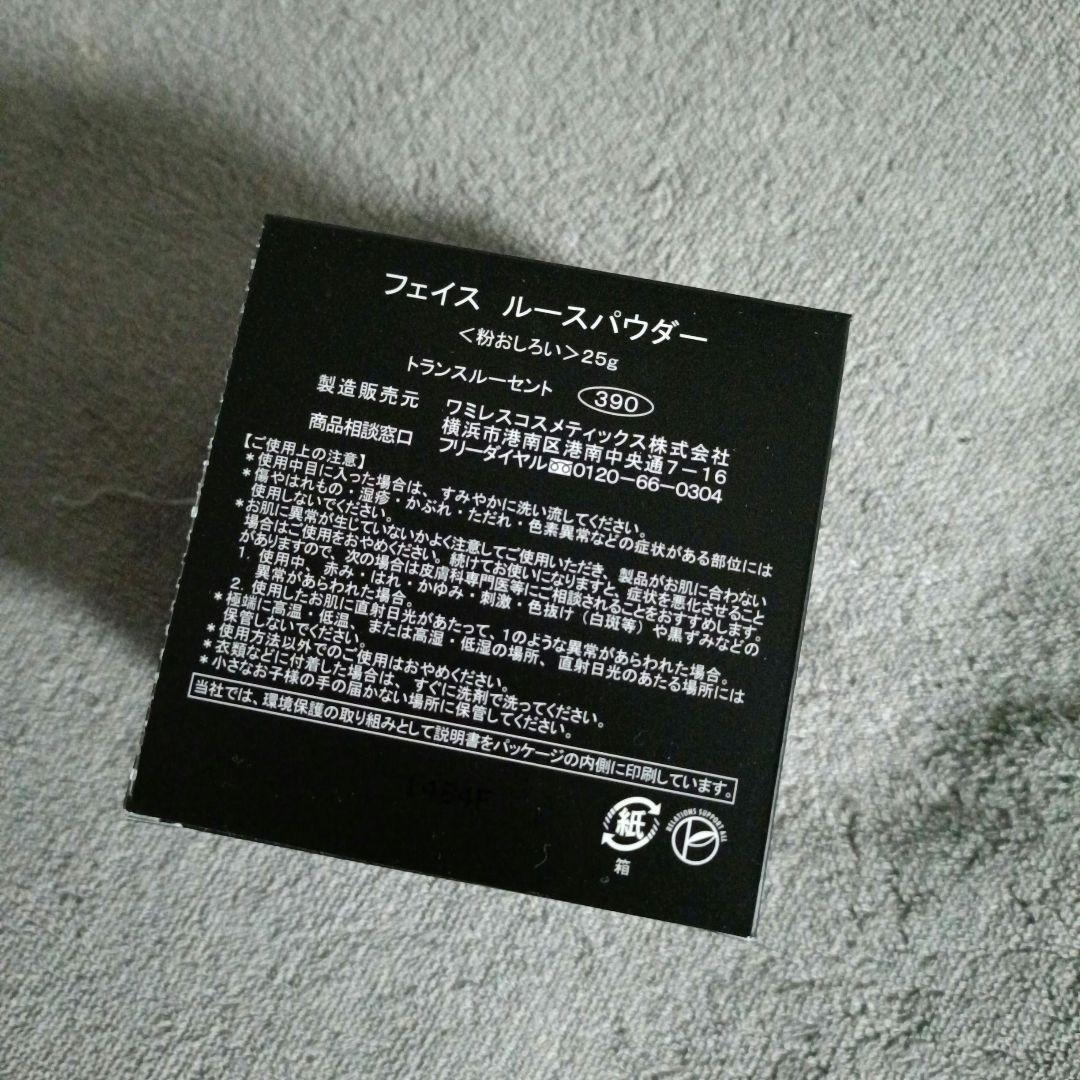 フェイス ルースパウダー
＜粉おしろい＞25g
トランスルーセント 390
製造販売元 ワミレスコスメティックス株式会社
横浜市港南区港南中央通7－16
商品相談窓口 フリーダイヤル 0120－66－0304
【ご使用上の注意】
＊使用中目に入った場合は、すみやかに洗い流してください。
＊傷やはれもの・湿疹・かぶれ・ただれ・色素異常などの症状がある部位には
使用しないでください。
＊お肌に異常が生じていないかよく注意してご使用いただき、製品がお肌に合わない
場合はご使用をおやめください。続けてお使いになりますと、症状を悪化させること
がありますので、次の場合は皮膚科専門医等にご相談されることをおすすめします。
1. 使用中、赤み・はれ・かゆみ・刺激・色抜け（白斑等）や黒ずみなどの
異常があらわれた場合。
2. 使用したお肌に直射日光があたって、1のような異常があらわれた場合。
＊極端に高温・低温、または高湿・低湿の場所、直射日光のあたる場所には
保管しないでください。
＊使用方法以外でのご使用はおやめください。
＊衣類などに付着した場合は、すぐに洗剤で洗ってください。
＊小さなお子様の手の届かない場所に保管してください。
当社では、環境保護の取り組みとして説明書をパッケージの内側に印刷しています。
紙
箱
RELATIONS SUPPORT ALL